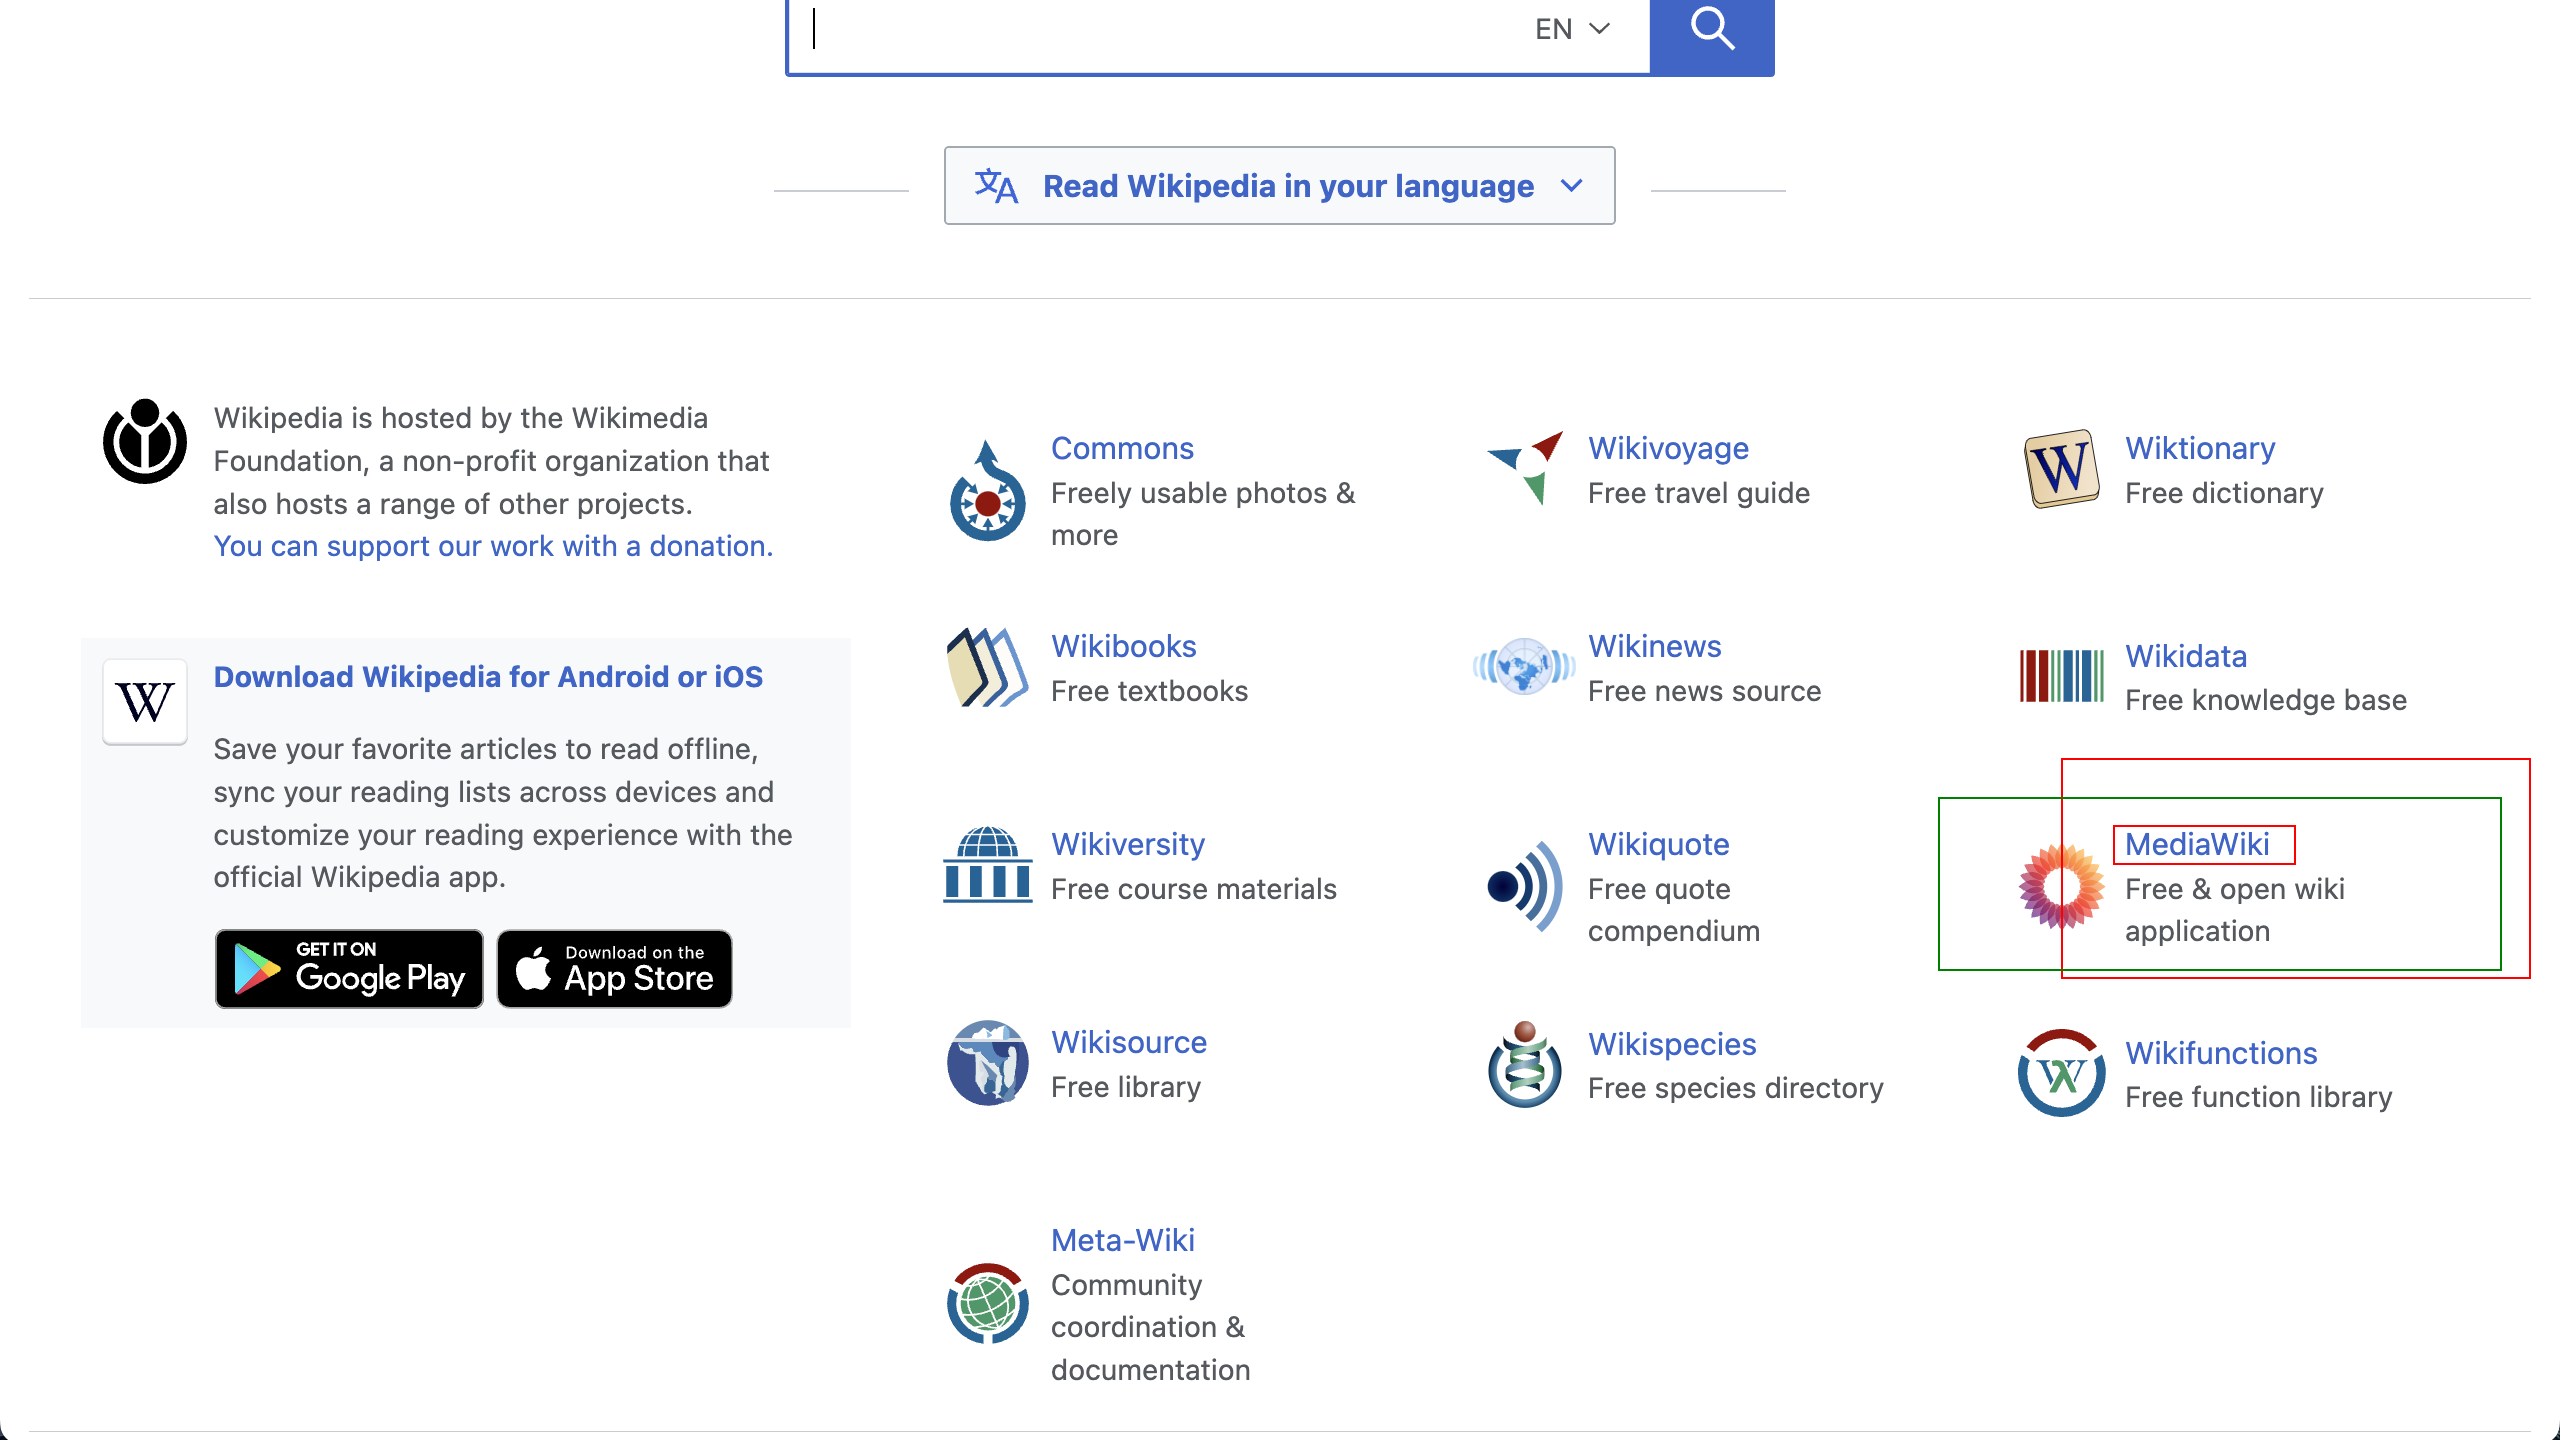 EN
Read Wikipedia in your language
Wikipedia is hosted by the Wikimedia
Foundation, a non-profit organization that
also hosts a range of other projects.
You can support our work with a donation.
W
Download Wikipedia for Android or iOS
Save your favorite articles to read offline,
sync your reading lists across devices and
customize your reading experience with the
official Wikipedia app.
GET IT ON
Google Play
Download on the
App Store
Commons
Freely usable photos &
more
Wikivoyage
Free travel guide
W
Wiktionary
Free dictionary
Wikibooks
Free textbooks
Wikinews
Free news source
Wikidata
Free knowledge base
Wikiversity
Free course materials
Wikiquote
Free quote
compendium
MediaWiki
Free & open wiki
application
Wikisource
Free library
Wikispecies
Free species directory
Wikifunctions
Free function library
Meta-Wiki
Community
coordination &
documentation